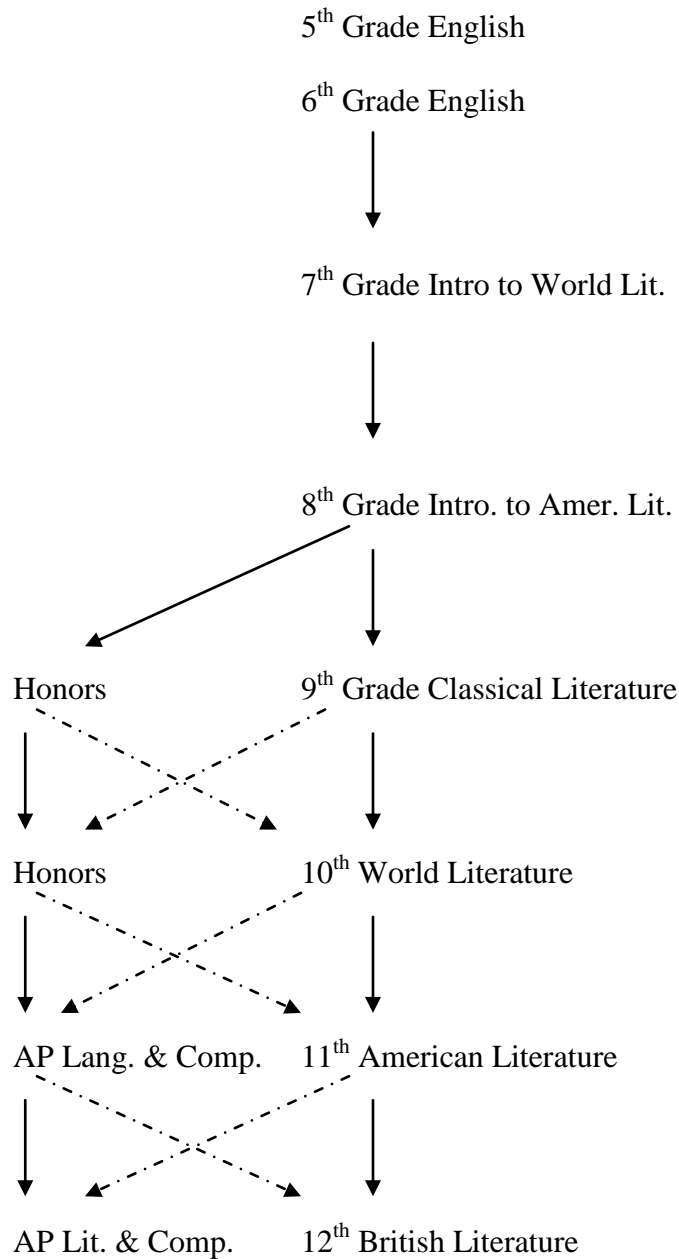 5th Grade English
6th Grade English
7th Grade Intro to World Lit.
8th Grade Intro. to Amer. Lit.
Honors 9th Grade Classical Literature
Honors 10th World Literature
AP Lang. & Comp. 11th American Literature
AP Lit. & Comp. 12th British Literature